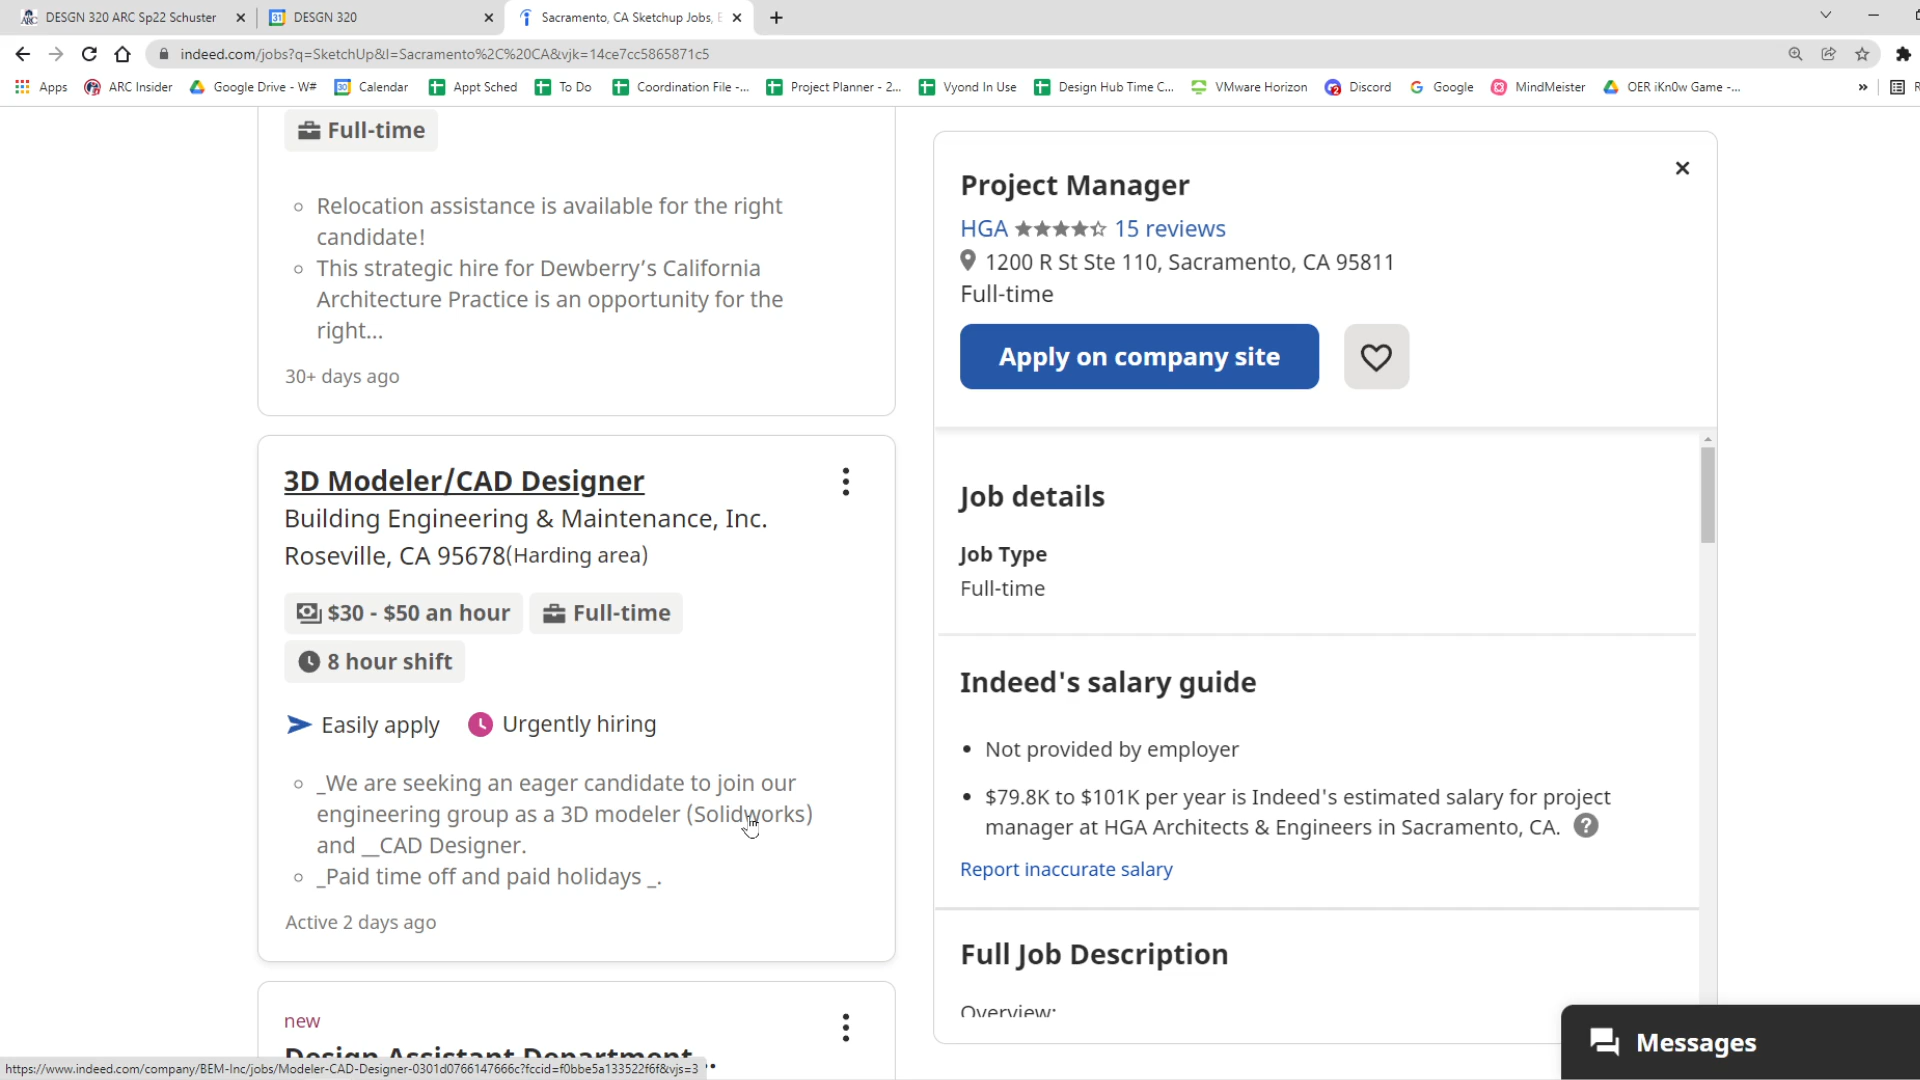 DESGN 320 ARC Sp22 Schuster
DESGN 320
Sacramento, CA Sketchup Jobs, E
indeed.com/jobs?q=SketchUp&l=Sacramento%2C%20CA&vjk=14ce7cc5865871c5
Apps
ARC Insider
Google Drive - W#
Calendar
Appt Sched
To Do
Coordination File -...
Project Planner - 2...
Vyond In Use
Design Hub Time C...
VMware Horizon
Discord
Google
MindMeister
OER iKn0w Game -...
»
Full-time
Relocation assistance is available for the right
candidate!
This strategic hire for Dewberry’s California
Architecture Practice is an opportunity for the
right...
30+ days ago
3D Modeler/CAD Designer
Building Engineering & Maintenance, Inc.
Roseville, CA 95678(Harding area)
$30 - $50 an hour
Full-time
8 hour shift
Easily apply
Urgently hiring
_We are seeking an eager candidate to join our
engineering group as a 3D modeler (Solidworks)
and __CAD Designer.
_Paid time off and paid holidays _.
Active 2 days ago
new
Design Assistant Department...
https://www.indeed.com/company/BEM-Inc/jobs/Modeler-CAD-Designer-0301d0766147666c?fccid=f0bbe5a133522f6f&vjs=3
Project Manager
HGA ★★★★☆ 15 reviews
1200 R St Ste 110, Sacramento, CA 95811
Full-time
Apply on company site
Job details
Job Type
Full-time
Indeed's salary guide
Not provided by employer
$79.8K to $101K per year is Indeed's estimated salary for project
manager at HGA Architects & Engineers in Sacramento, CA.
Report inaccurate salary
Full Job Description
Overview:
Messages